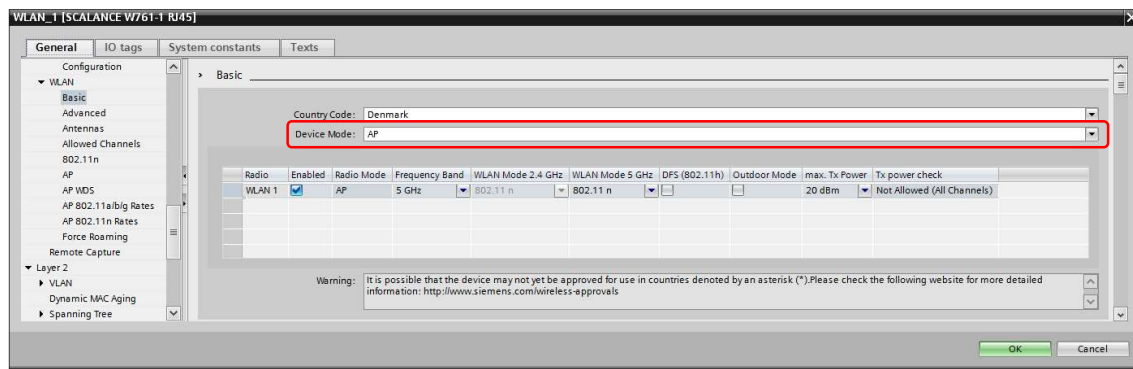 WLAN_1 [SCALANCE W761-1 RJ45]
General IO tags System constants Texts
Configuration
WLAN
Basic
Advanced
Antennas
Allowed Channels
802.11n
AP
AP WDS
AP 802.11a/b/g Rates
AP 802.11n Rates
Force Roaming
Remote Capture
Layer 2
VLAN
Dynamic MAC Aging
Spanning Tree
Basic
Country Code: Denmark
Device Mode: AP
Radio Enabled Radio Mode Frequency Band WLAN Mode 2.4 GHz WLAN Mode 5 GHz DFS (802.11h) Outdoor Mode max. Tx Power Tx power check
WLAN 1 AP 5 GHz 802.11 n 802.11 n 20 dBm Not Allowed (All Channels)
Warning: It is possible that the device may not yet be approved for use in countries denoted by an asterisk (*).Please check the following website for more detailed
information: http://www.siemens.com/wireless-approvals
OK Cancel